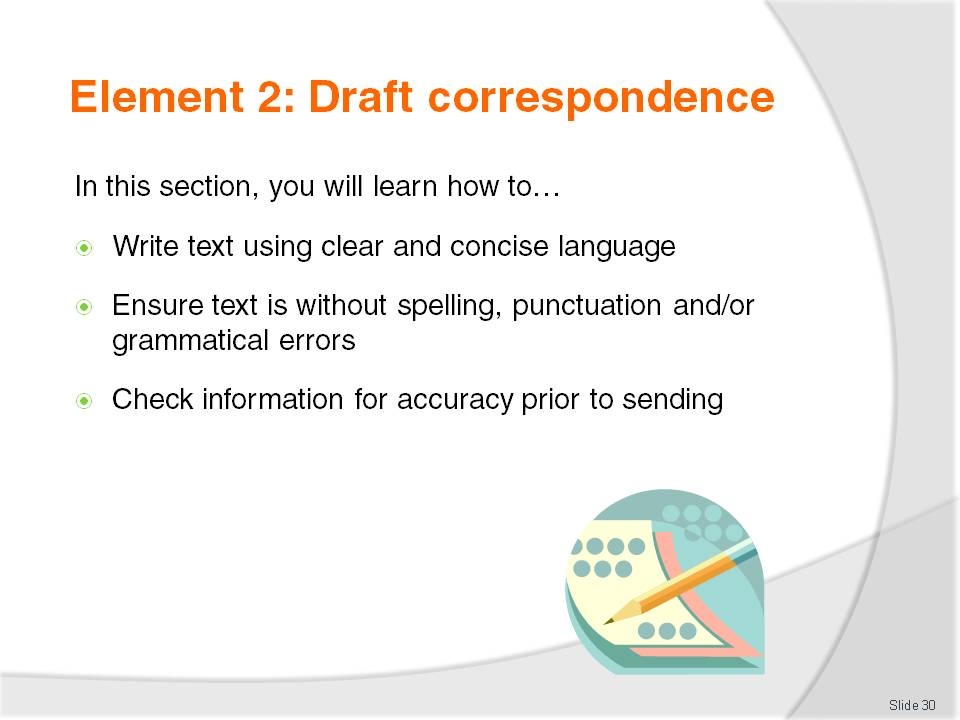 Element 2: Draft correspondence
In this section, you will learn how to…
Write text using clear and concise language
Ensure text is without spelling, punctuation and/or
grammatical errors
Check information for accuracy prior to sending
Slide 30